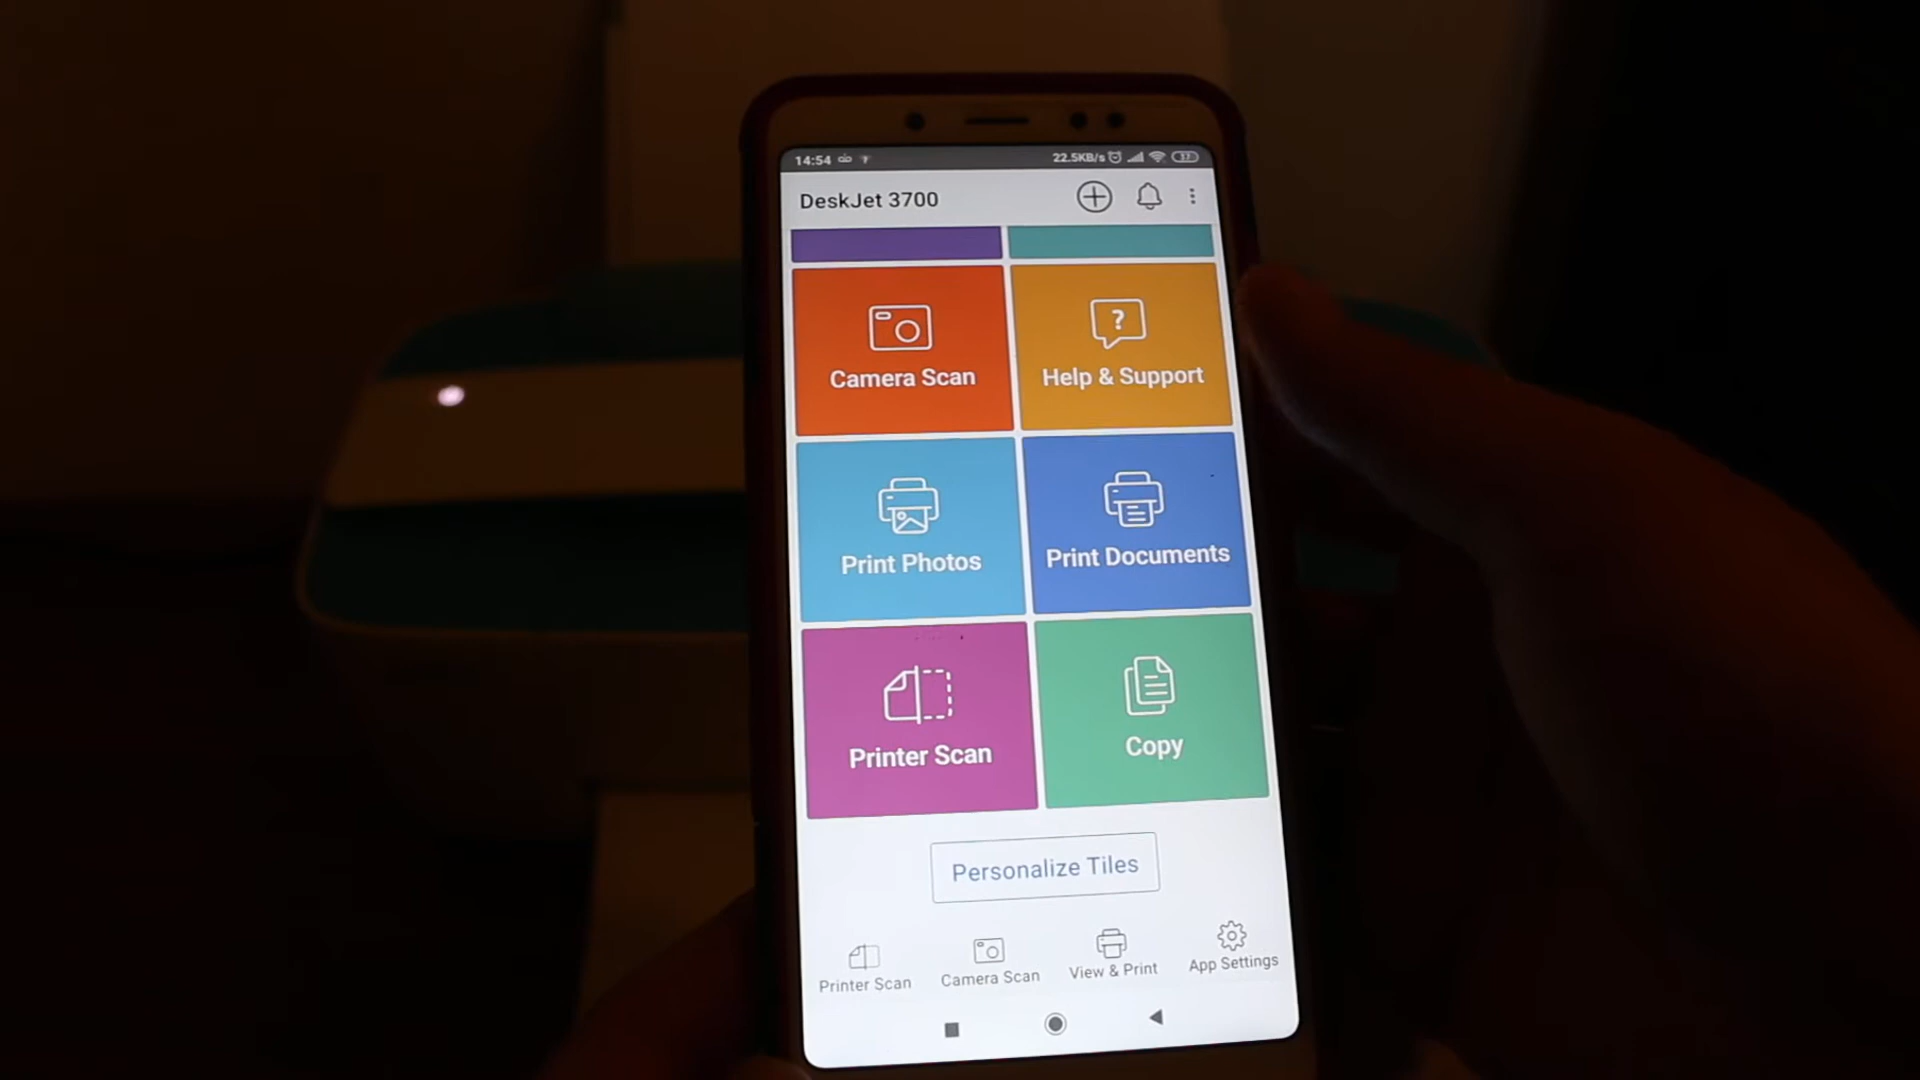 14:54 22.5KB/s 37
DeskJet 3700
Camera Scan
Help & Support
?
Print Photos
Print Documents
Printer Scan
Copy
Personalize Tiles
Printer Scan
Camera Scan
View & Print
App Settings